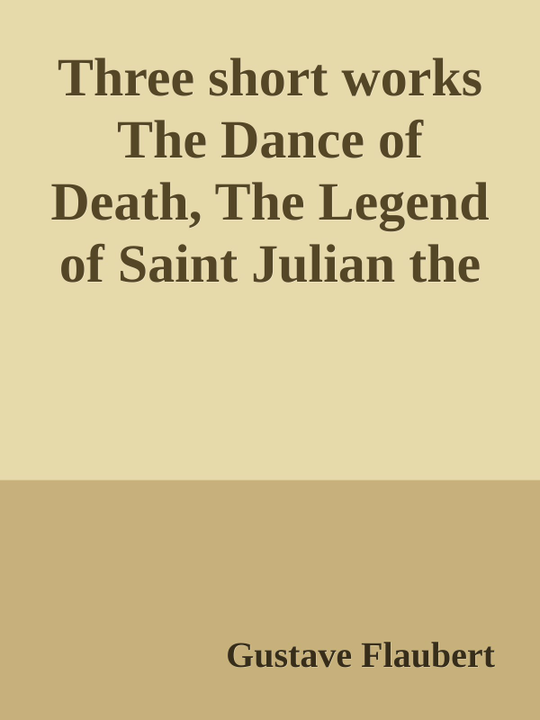 Three short works
The Dance of
Death, The Legend
of Saint Julian the
Gustave Flaubert